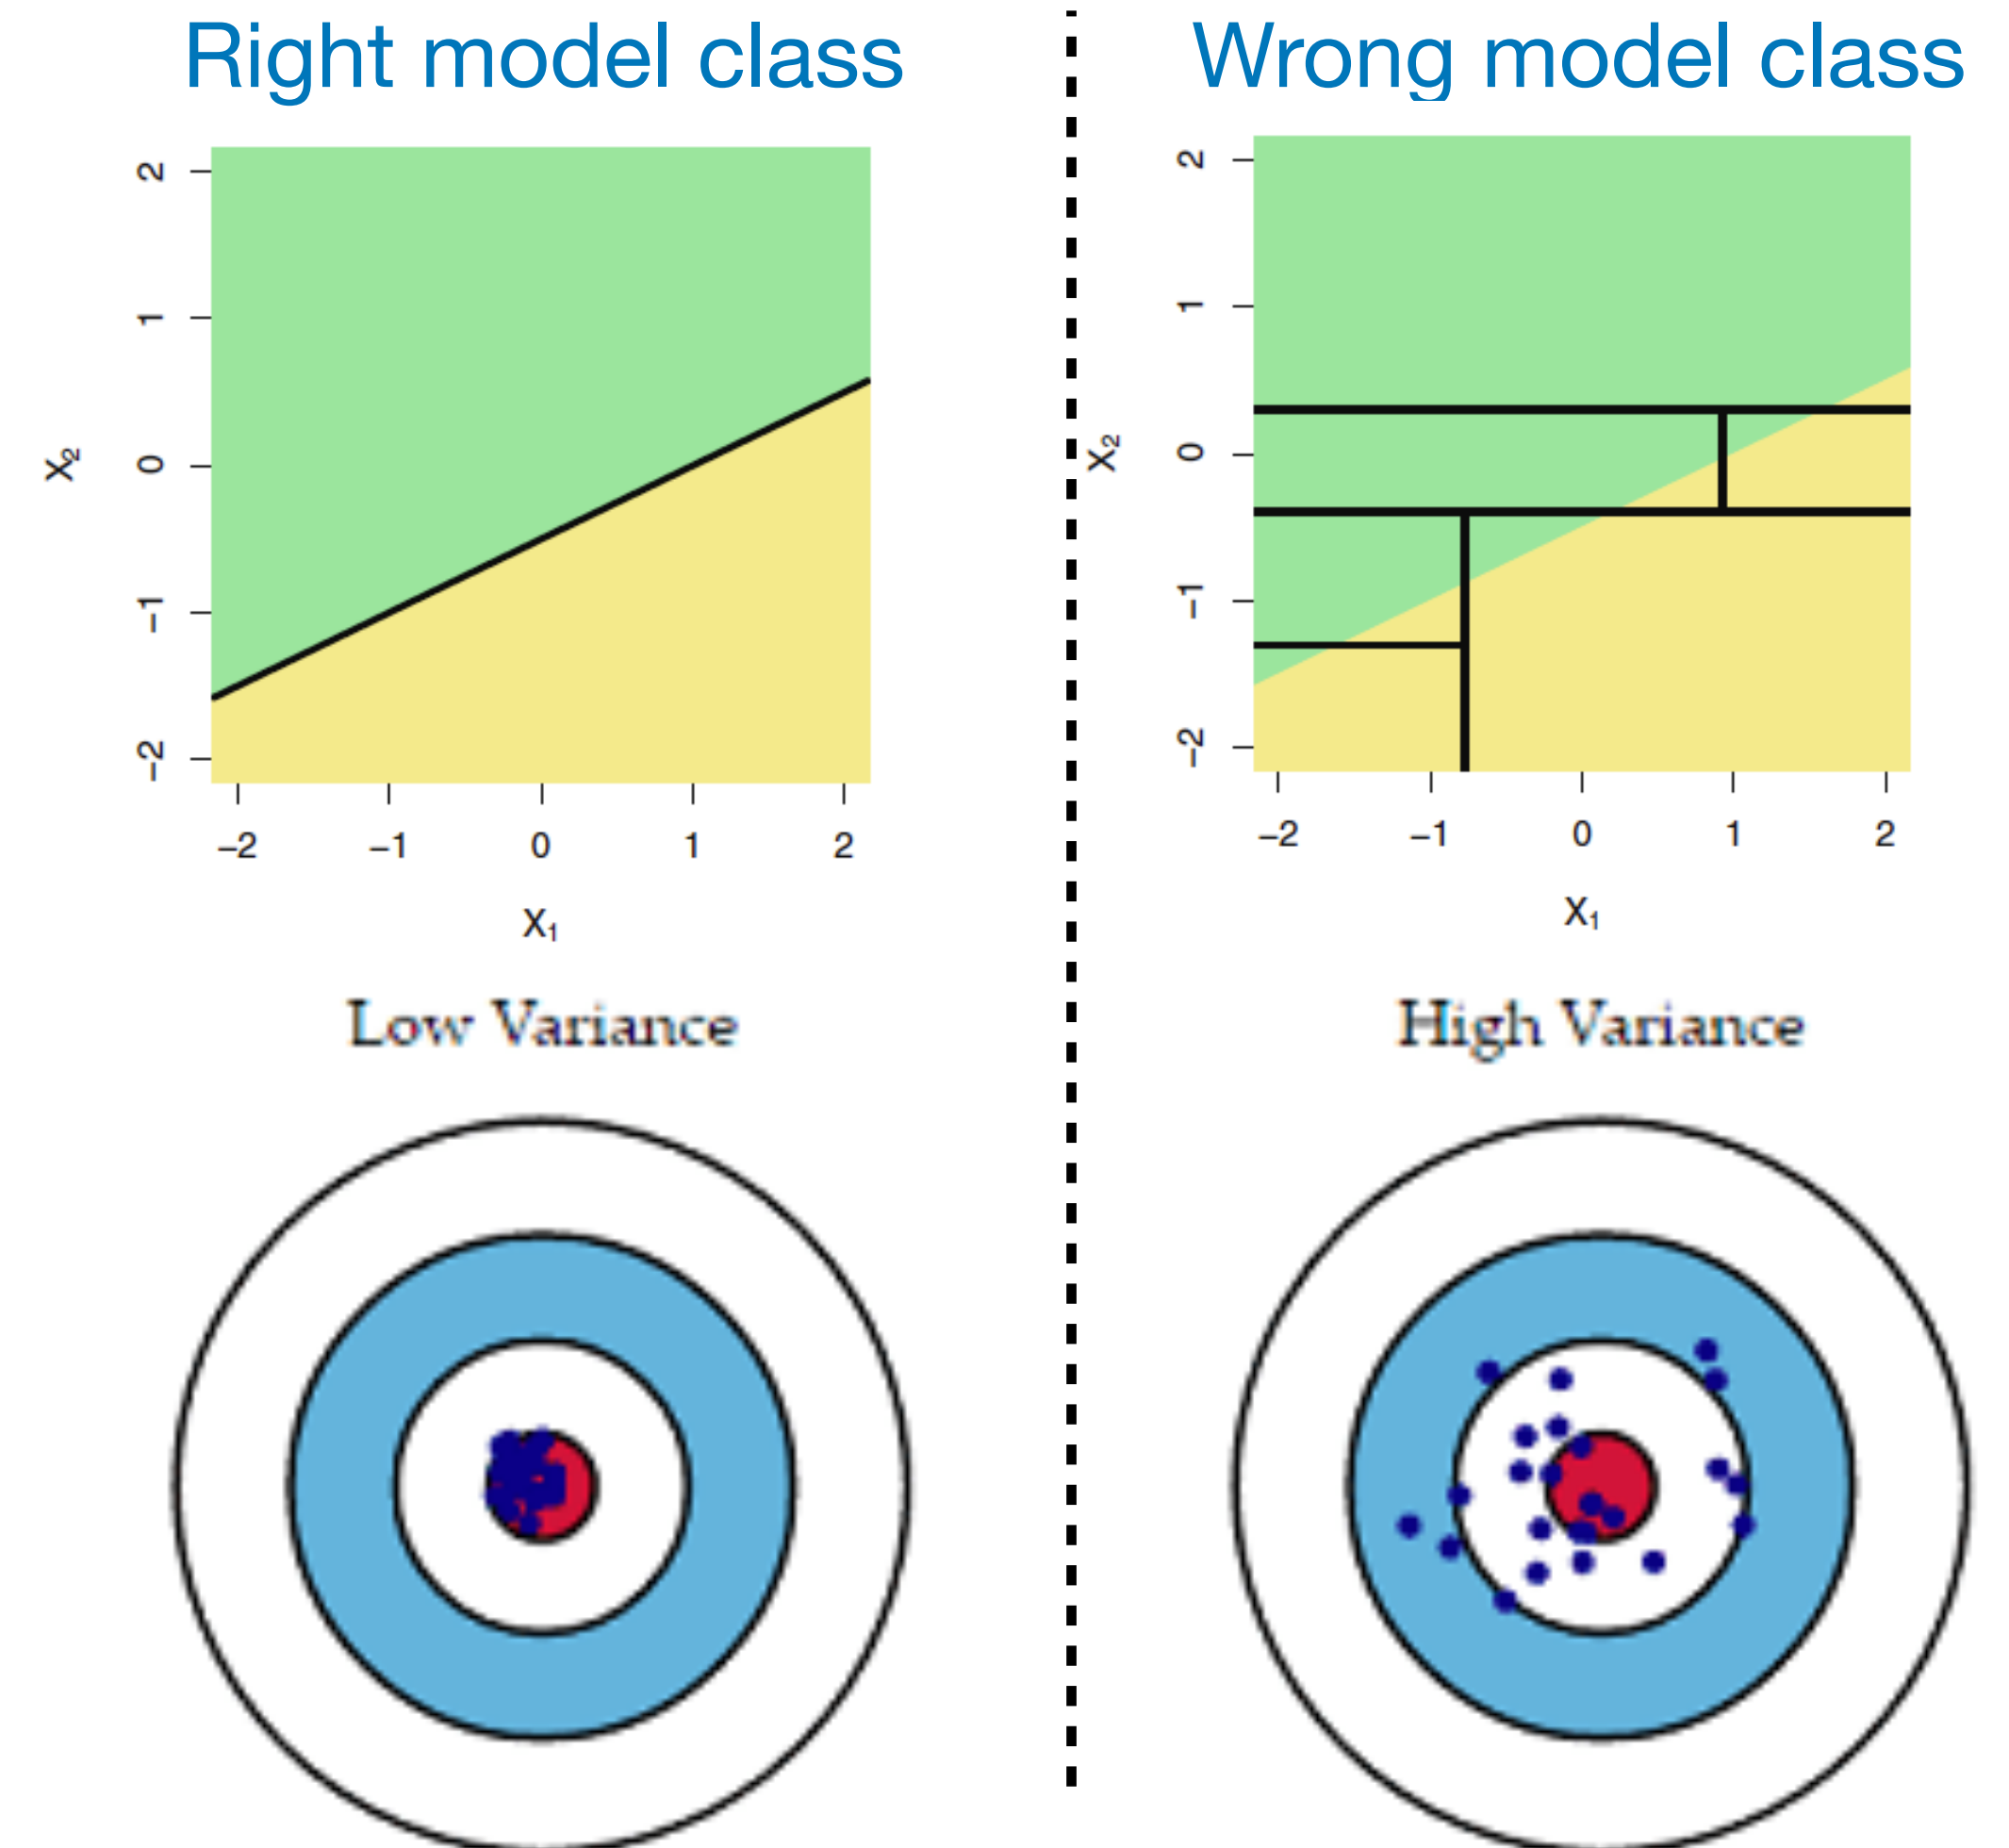 Right model class
Wrong model class
2
1
0
−1
−2
X₂
−2 −1 0 1 2
X₁
2
1
0
−1
−2
X₂
−2 −1 0 1 2
X₁
Low Variance
High Variance